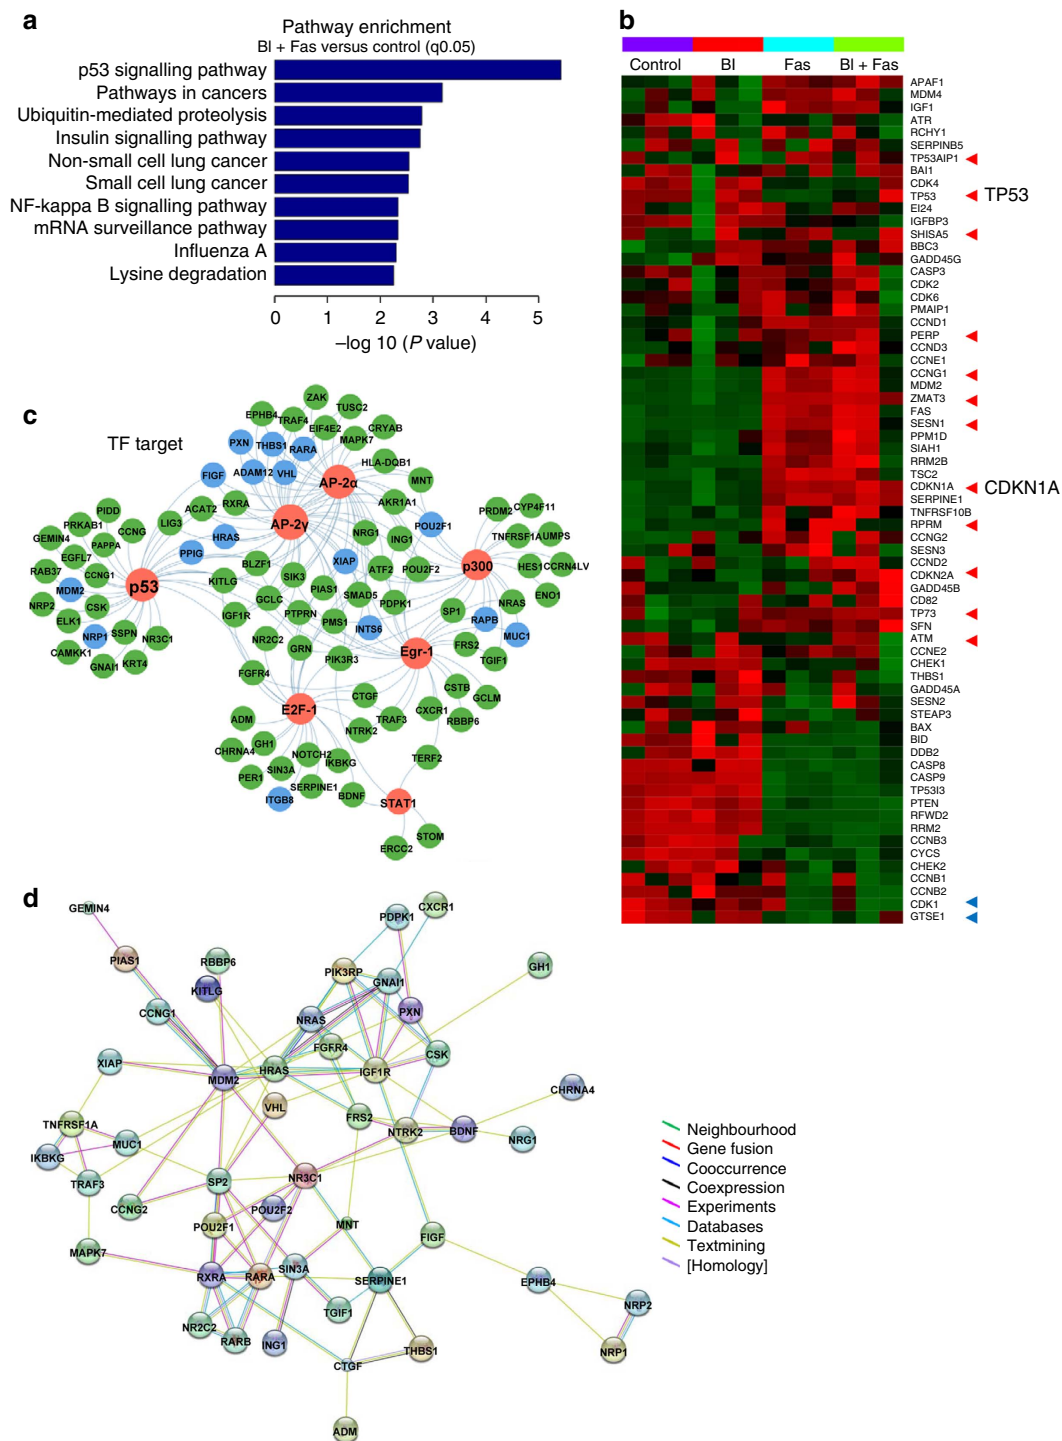 a
Pathway enrichment
BI + Fas versus control (q0.05)
p53 signalling pathway
Pathways in cancers
Ubiquitin-mediated proteolysis
Insulin signalling pathway
Non-small cell lung cancer
Small cell lung cancer
NF-kappa B signalling pathway
mRNA surveillance pathway
Influenza A
Lysine degradation
0 1 2 3 4 5
–log 10 (P value)
b
Control BI Fas BI + Fas
APAF1
MDM4
IGF1
ATR
RCHY1
SERPINB5
TP53AIP1
BAI1
CDK4
TP53
TP53
EI24
IGFBP3
SHISA5
BBC3
GADD45G
CASP3
CDK2
CDK6
PMAIP1
CCND1
PERP
CCND3
CCNE1
CCNG1
MDM2
ZMAT3
FAS
SESN1
PPM1D
SIAH1
RRM2B
TSC2
CDKN1A
CDKN1A
SERPINE1
TNFRSF10B
RPRM
CCNG2
SESN3
CCND2
CDKN2A
GADD45B
CD82
TP73
SFN
ATM
CCNE2
CHEK1
THBS1
GADD45A
SESN2
STEAP3
BAX
BID
DDB2
CASP8
CASP9
TP53I3
PTEN
RFWD2
RRM2
CCNB3
CYCS
CHEK2
CCNB1
CCNB2
CDK1
GTSE1
c
TF target
ZAK
EPHB4
TRAF4
TUSC2
EIF4E2
CRYAB
PXN
THBS1
RARA
MAPK7
HLA-DQB1
FIGF
ADAM12
VHL
AP-2α
MNT
ACAT2
RXRA
AKR1A1
PRDM2
CYP4F11
PIDD
LIG3
AP-2γ
POU2F1
PRKAB1
CCNG
HRAS
NRG1
ING1
TNFRSF1A
UMPS
GEMIN4
PAPPA
PPIG
EGFL7
BLZF1
XIAP
ATF2
POU2F2
p300
HES1
CCRN4LV
RAB37
CCNG1
p53
KITLG
SIK3
MDM2
GCLC
PIAS1
SMAD5
PDPK1
NRAS
ENO1
NRP2
CSK
IGF1R
PTPRN
PMS1
SP1
ELK1
RAPB
NRP1
SSPN
NR3C1
NR2C2
GRN
INTS6
MUC1
CAMKK1
GNAI1
KRT4
PIK3R3
Egr-1
FRS2
TGIF1
FGFR4
CSTB
GCLM
CTGF
CXCR1
RBBP6
E2F-1
TRAF3
ADM
NTRK2
GH1
CHRNA4
NOTCH2
TERF2
SIN3A
IKBKG
PER1
SERPINE1
BDNF
ITGB8
STAT1
STOM
ERCC2
d
GEMIN4
PDPK1
CXCR1
PIAS1
RBBP6
PIK3RP
GH1
KITLG
GNAI1
CCNG1
NRAS
PXN
FGFR4
CSK
XIAP
MDM2
HRAS
IGF1R
CHRNA4
VHL
FRS2
TNFRSF1A
NTRK2
BDNF
NRG1
MUC1
IKBKG
TRAF3
SP2
NR3C1
CCNG2
POU2F2
POU2F1
MNT
FIGF
MAPK7
RXRA
RARA
SIN3A
SERPINE1
EPHB4
NRP2
TGIF1
NR2C2
RARB
ING1
THBS1
NRP1
CTGF
ADM
Neighbourhood
Gene fusion
Cooccurrence
Coexpression
Experiments
Databases
Textmining
[Homology]